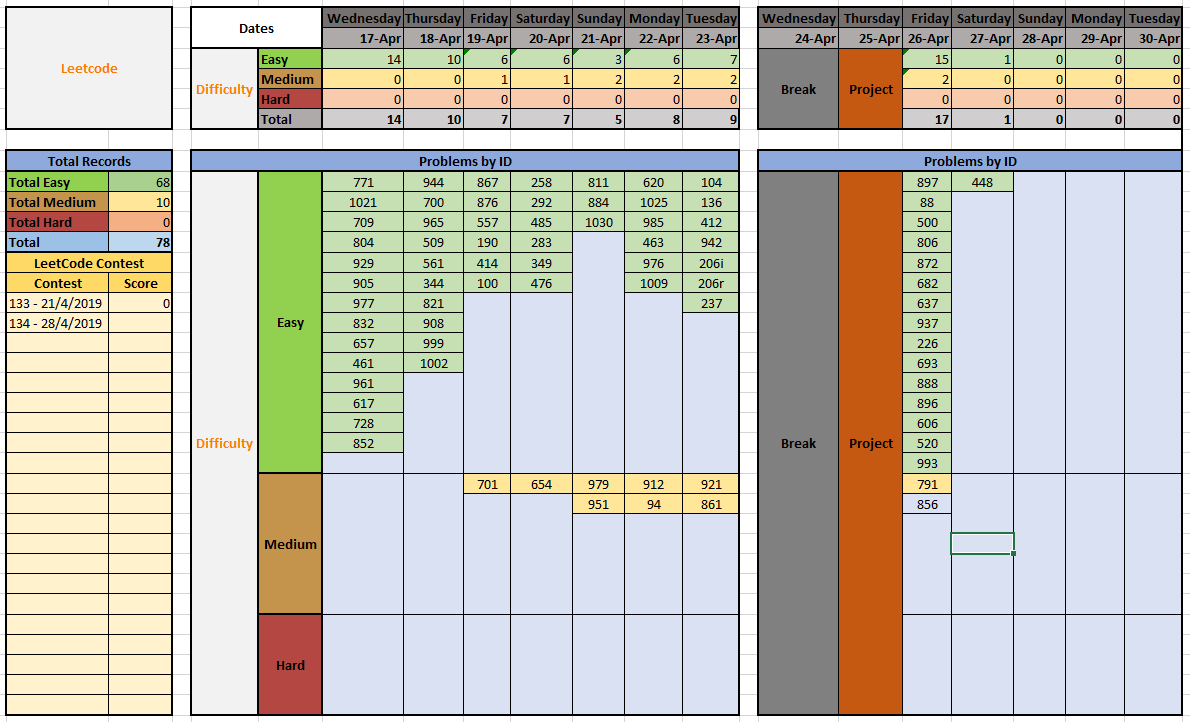 Leetcode
Dates
Wednesday Thursday Friday Saturday Sunday Monday Tuesday
17-Apr 18-Apr 19-Apr 20-Apr 21-Apr 22-Apr 23-Apr
Difficulty
Easy 14 10 6 6 3 6 7
Medium 0 0 1 1 2 2 2
Hard 0 0 0 0 0 0 0
Total 14 10 7 7 5 8 9
Wednesday Thursday Friday Saturday Sunday Monday Tuesday
24-Apr 25-Apr 26-Apr 27-Apr 28-Apr 29-Apr 30-Apr
Break Project
15 1 0 0 0
2 0 0 0 0
0 0 0 0 0
17 1 0 0 0
Total Records
Total Easy 68
Total Medium 10
Total Hard 0
Total 78
LeetCode Contest
Contest Score
133 - 21/4/2019 0
134 - 28/4/2019
Problems by ID
Difficulty
Easy
771 944 867 258 811 620 104
1021 700 876 292 884 1025 136
709 965 557 485 1030 985 412
804 509 190 283 463 942
929 561 414 349 976 206i
905 344 100 476 1009 206r
977 821 237
832 908
657 999
461 1002
961
617
728
852
Medium
701 654 979 912 921
951 94 861
Hard
Problems by ID
Break Project
897 448
88
500
806
872
682
637
937
226
693
888
896
606
520
993
791
856